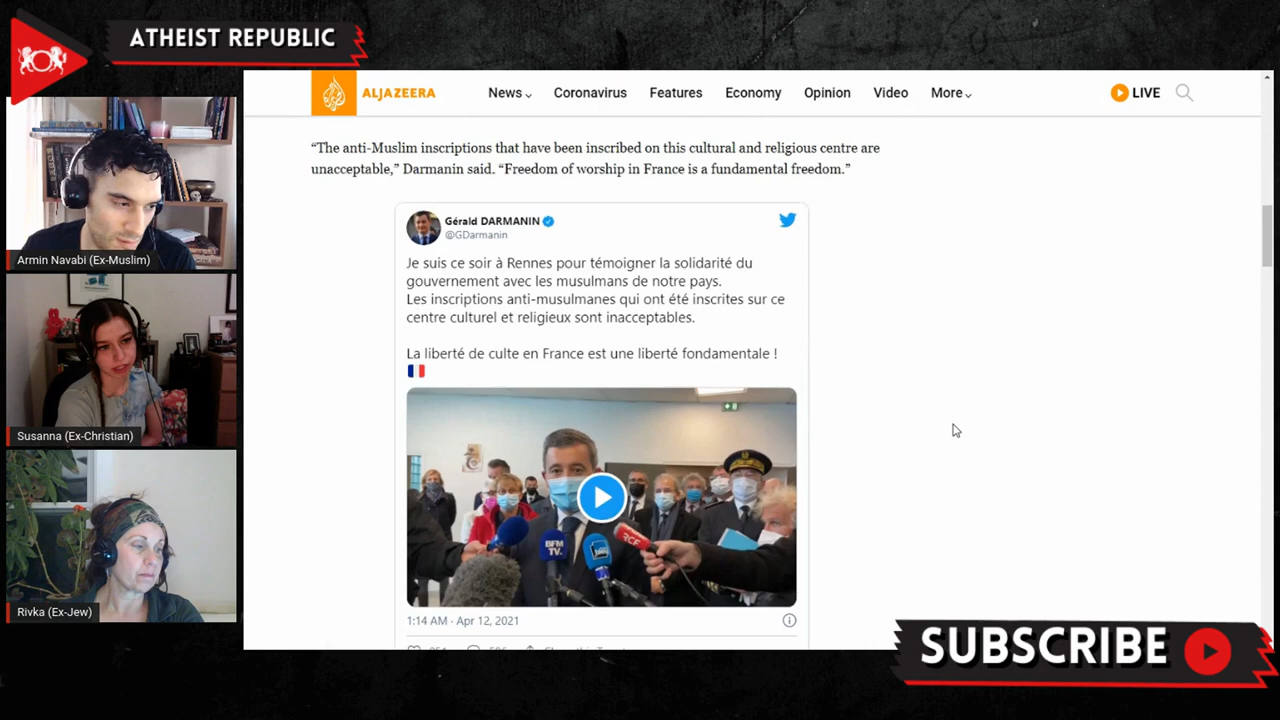 ATHEIST REPUBLIC
ALJAZEERA
News
Coronavirus
Features
Economy
Opinion
Video
More
LIVE
“The anti-Muslim inscriptions that have been inscribed on this cultural and religious centre are
unacceptable,” Darmanin said. “Freedom of worship in France is a fundamental freedom.”
Gérald DARMANIN
@GDarmanin
Je suis ce soir à Rennes pour témoigner la solidarité du
gouvernement avec les musulmans de notre pays.
Les inscriptions anti-musulmanes qui ont été inscrites sur ce
centre culturel et religieux sont inacceptables.
La liberté de culte en France est une liberté fondamentale !
BFM
TV.
RCF
1:14 AM · Apr 12, 2021
Armin Navabi (Ex-Muslim)
Susanna (Ex-Christian)
Rivka (Ex-Jew)
SUBSCRIBE